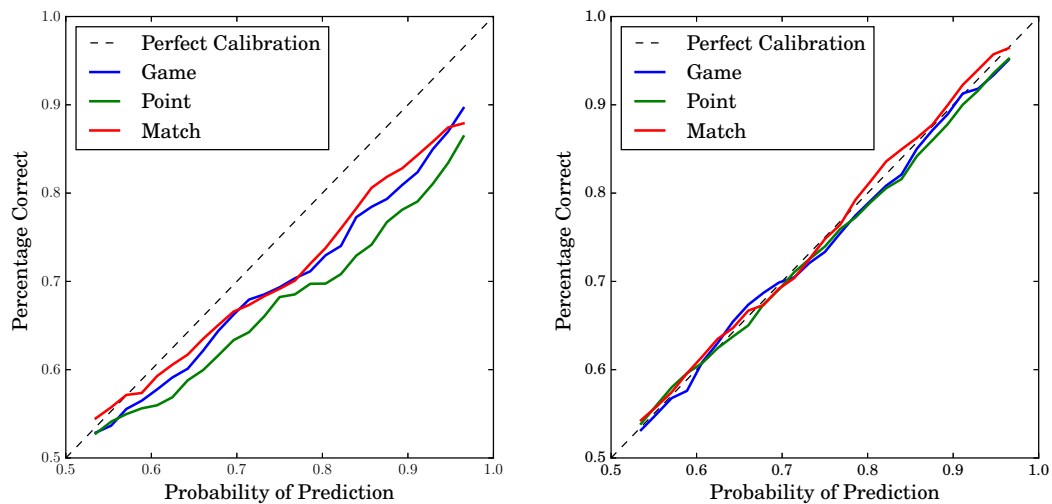 1.0
0.9
0.8
0.7
0.6
0.5
Percentage Correct
Perfect Calibration
Game
Point
Match
0.5 0.6 0.7 0.8 0.9 1.0
Probability of Prediction
1.0
0.9
0.8
0.7
0.6
0.5
Percentage Correct
Perfect Calibration
Game
Point
Match
0.5 0.6 0.7 0.8 0.9 1.0
Probability of Prediction